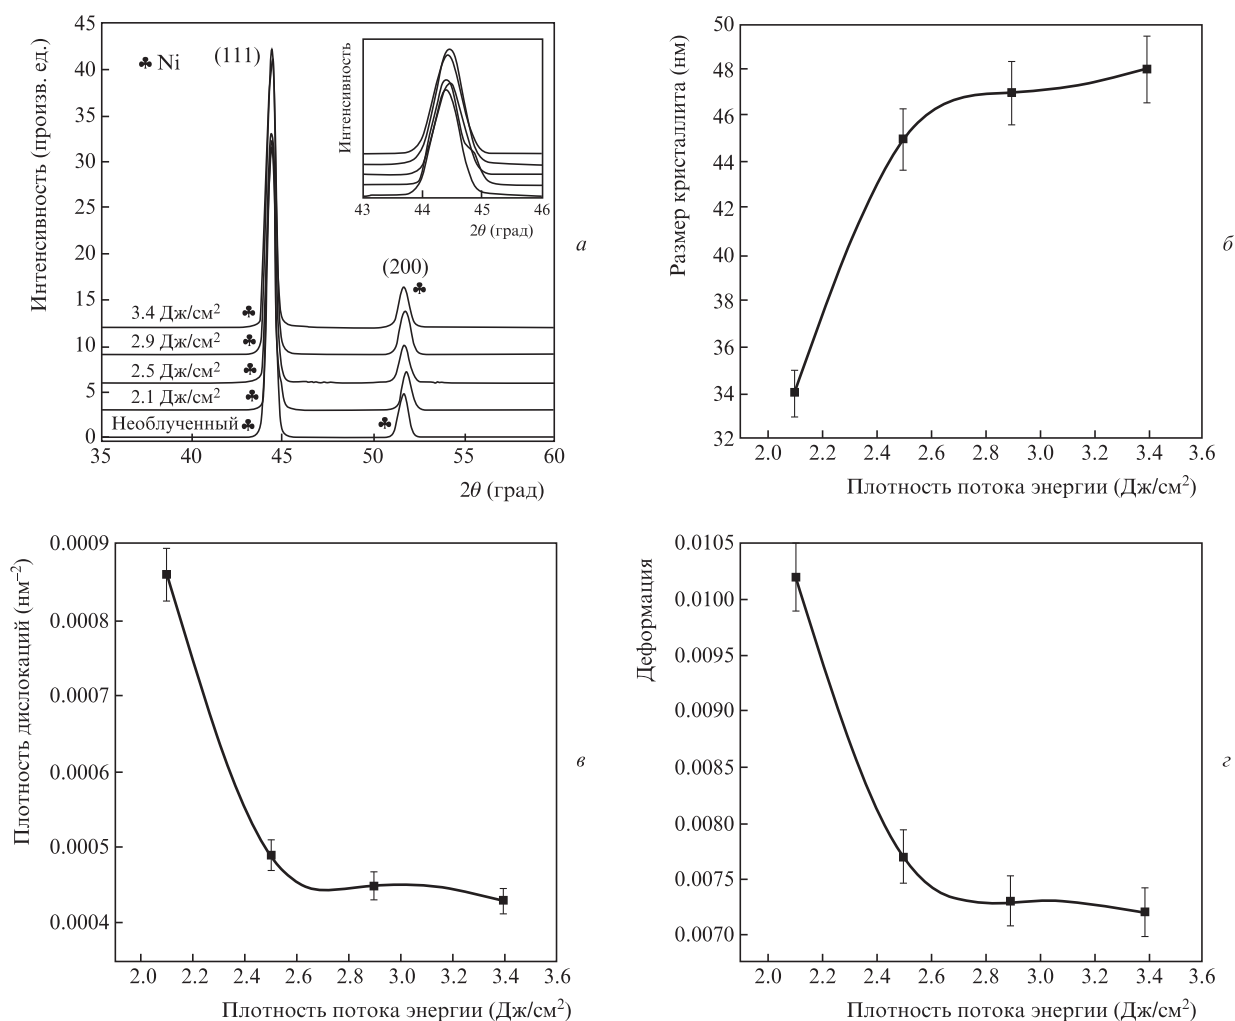 45
40
35
30
25
20
15
10
5
0
Интенсивность (произв. ед.)
♣ Ni
(111)
(200)
3.4 Дж/см²
2.9 Дж/см²
2.5 Дж/см²
2.1 Дж/см²
Необлученный
35 40 45 50 55 60
2θ (град)
Интенсивность
43 44 45 46
2θ (град)
а
50
48
46
44
42
40
38
36
34
32
Размер кристаллита (нм)
2.0 2.2 2.4 2.6 2.8 3.0 3.2 3.4 3.6
Плотность потока энергии (Дж/см²)
б
0.0009
0.0008
0.0007
0.0006
0.0005
0.0004
Плотность дислокаций (нм⁻²)
2.0 2.2 2.4 2.6 2.8 3.0 3.2 3.4 3.6
Плотность потока энергии (Дж/см²)
в
0.0105
0.0100
0.0095
0.0090
0.0085
0.0080
0.0075
0.0070
Деформация
2.0 2.2 2.4 2.6 2.8 3.0 3.2 3.4 3.6
Плотность потока энергии (Дж/см²)
г